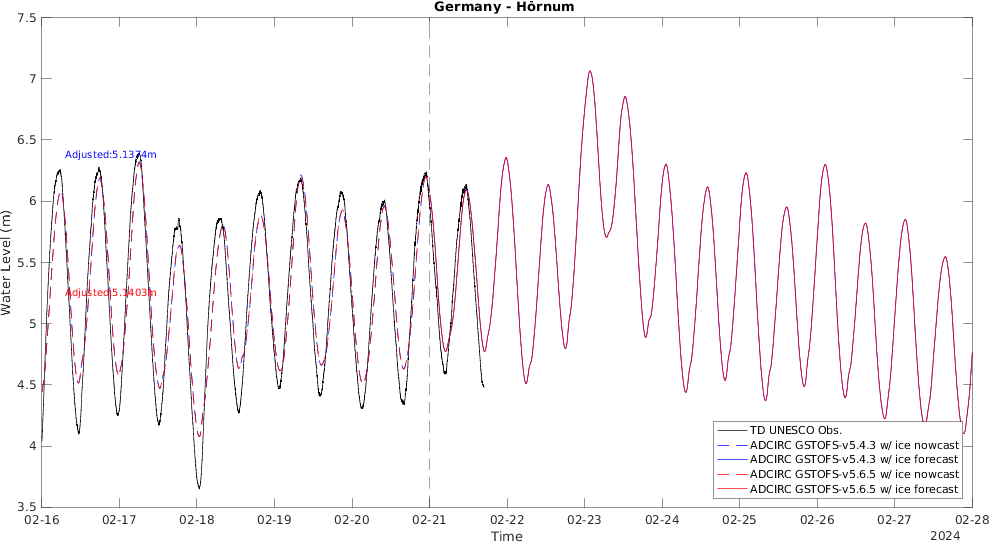 Germany - Hörnum
7.5
7
6.5
6
5.5
5
4.5
4
3.5
Water Level (m)
Adjusted:5.1374m
Adjusted:5.1403m
TD UNESCO Obs.
ADCIRC GSTOFS-v5.4.3 w/ ice nowcast
ADCIRC GSTOFS-v5.4.3 w/ ice forecast
ADCIRC GSTOFS-v5.6.5 w/ ice nowcast
ADCIRC GSTOFS-v5.6.5 w/ ice forecast
02-16 02-17 02-18 02-19 02-20 02-21 02-22 02-23 02-24 02-25 02-26 02-27 02-28
Time
2024